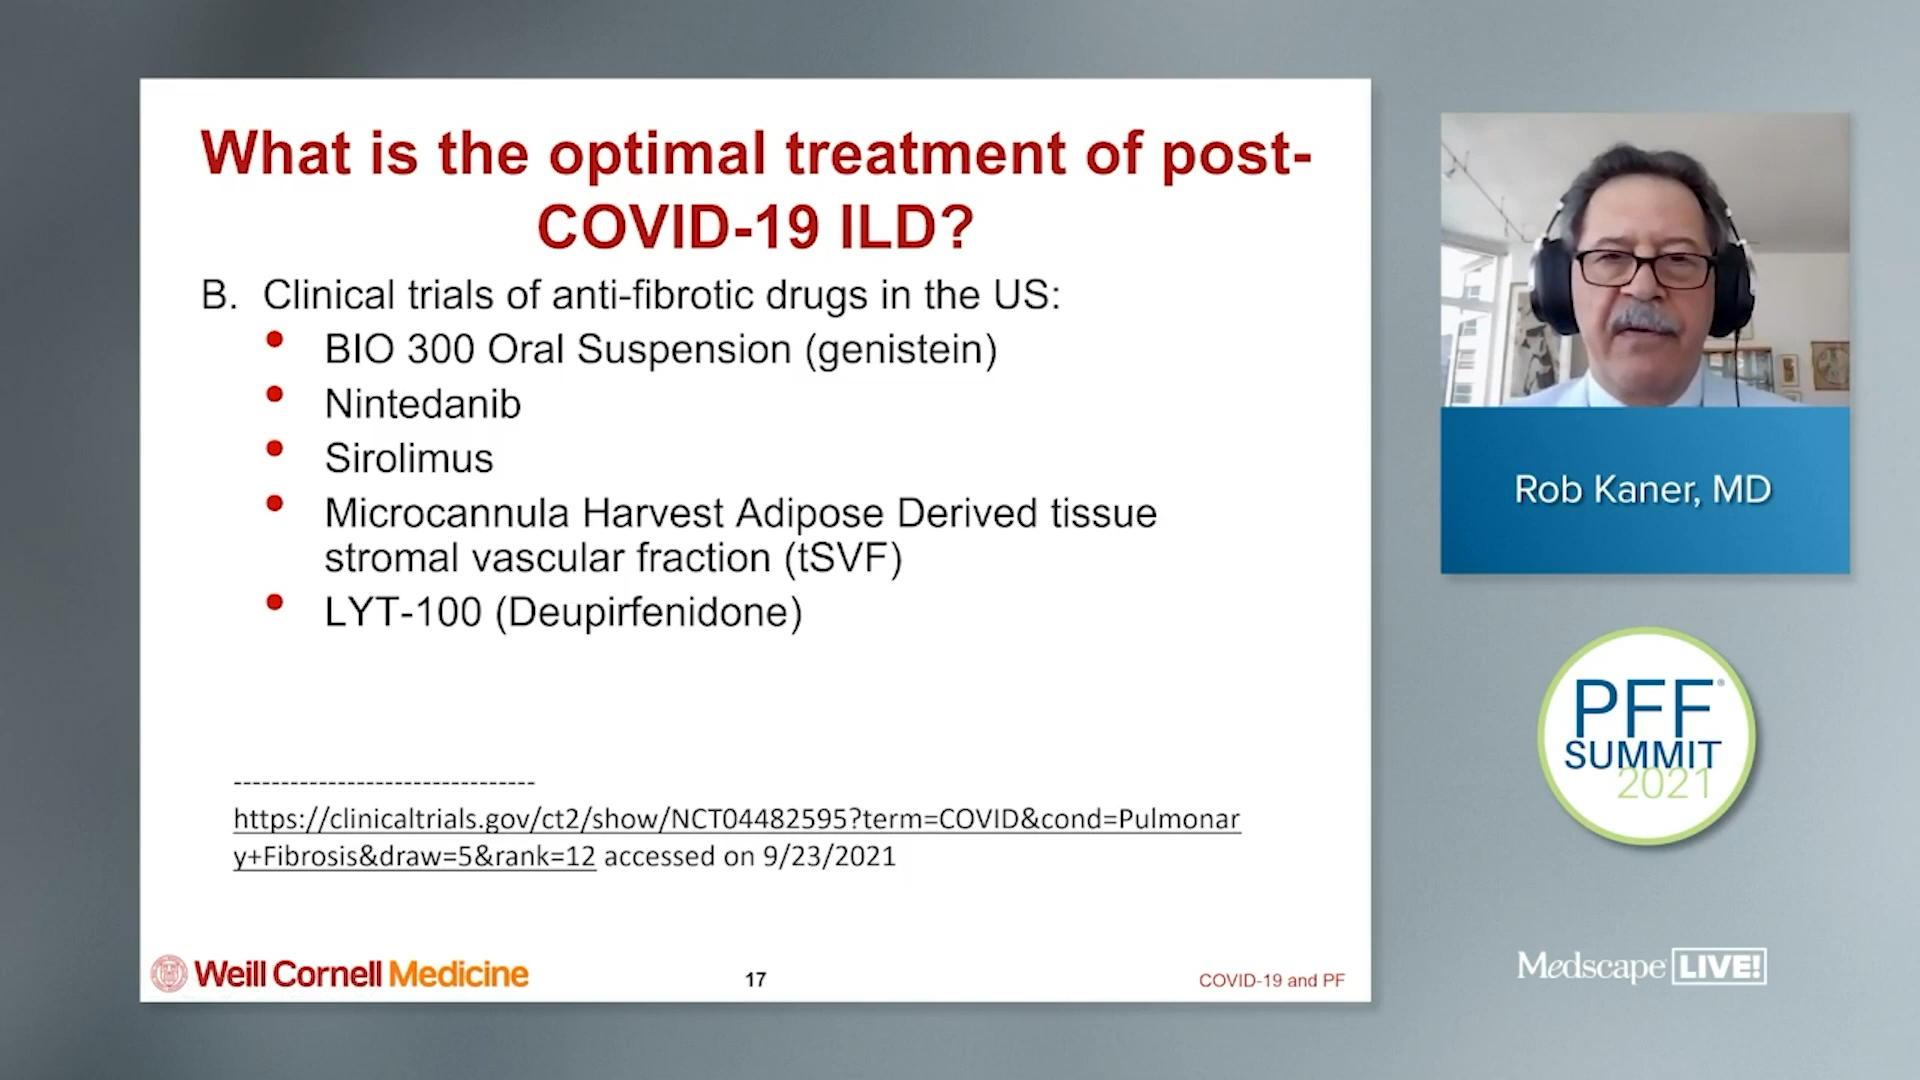 What is the optimal treatment of post-
COVID-19 ILD?
B. Clinical trials of anti-fibrotic drugs in the US:
• BIO 300 Oral Suspension (genistein)
• Nintedanib
• Sirolimus
• Microcannula Harvest Adipose Derived tissue
stromal vascular fraction (tSVF)
• LYT-100 (Deupirfenidone)
--------------------------------
https://clinicaltrials.gov/ct2/show/NCT04482595?term=COVID&cond=Pulmonar
y+Fibrosis&draw=5&rank=12 accessed on 9/23/2021
Weill Cornell Medicine
17
COVID-19 and PF
Rob Kaner, MD
PFF®
SUMMIT
2021
Medscape LIVE!